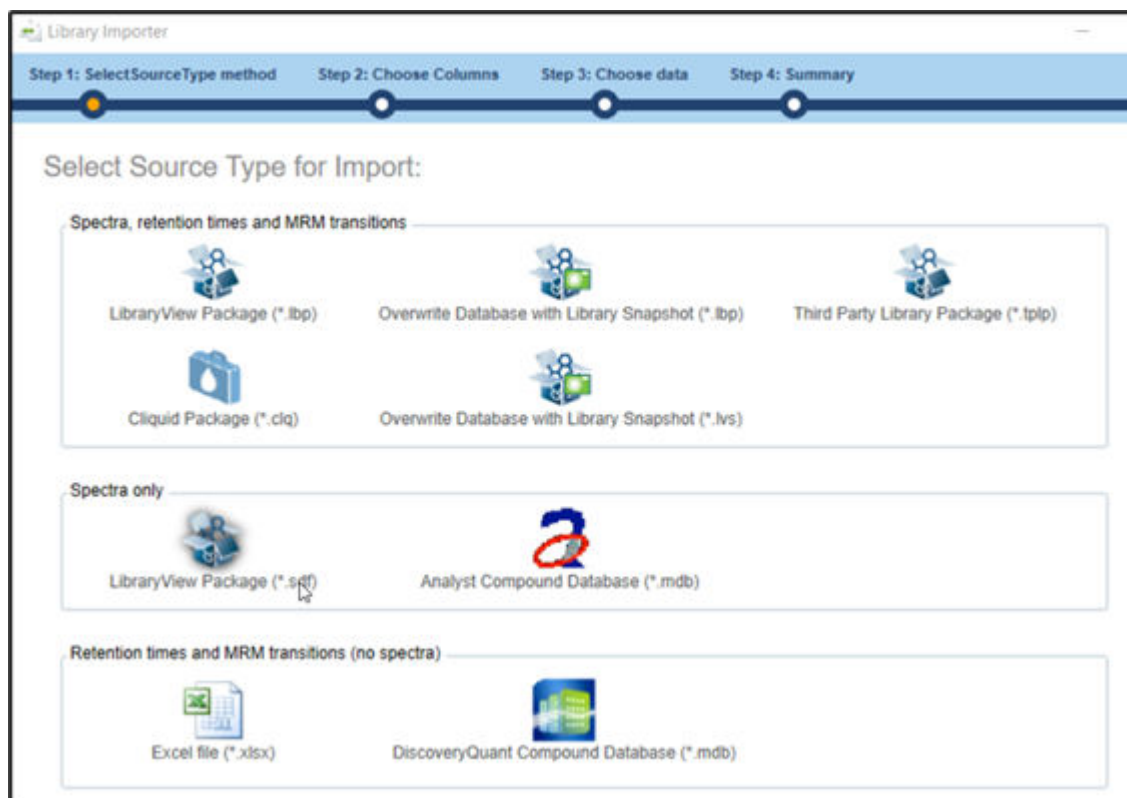 Library Importer
Step 1: SelectSourceType method Step 2: Choose Columns Step 3: Choose data Step 4: Summary
Select Source Type for Import:
Spectra, retention times and MRM transitions
LibraryView Package (*.lbp) Overwrite Database with Library Snapshot (*.lbp) Third Party Library Package (*.tplp)
Cliquid Package (*.clq) Overwrite Database with Library Snapshot (*.lvs)
Spectra only
LibraryView Package (*.sdf) Analyst Compound Database (*.mdb)
Retention times and MRM transitions (no spectra)
Excel file (*.xlsx) DiscoveryQuant Compound Database (*.mdb)